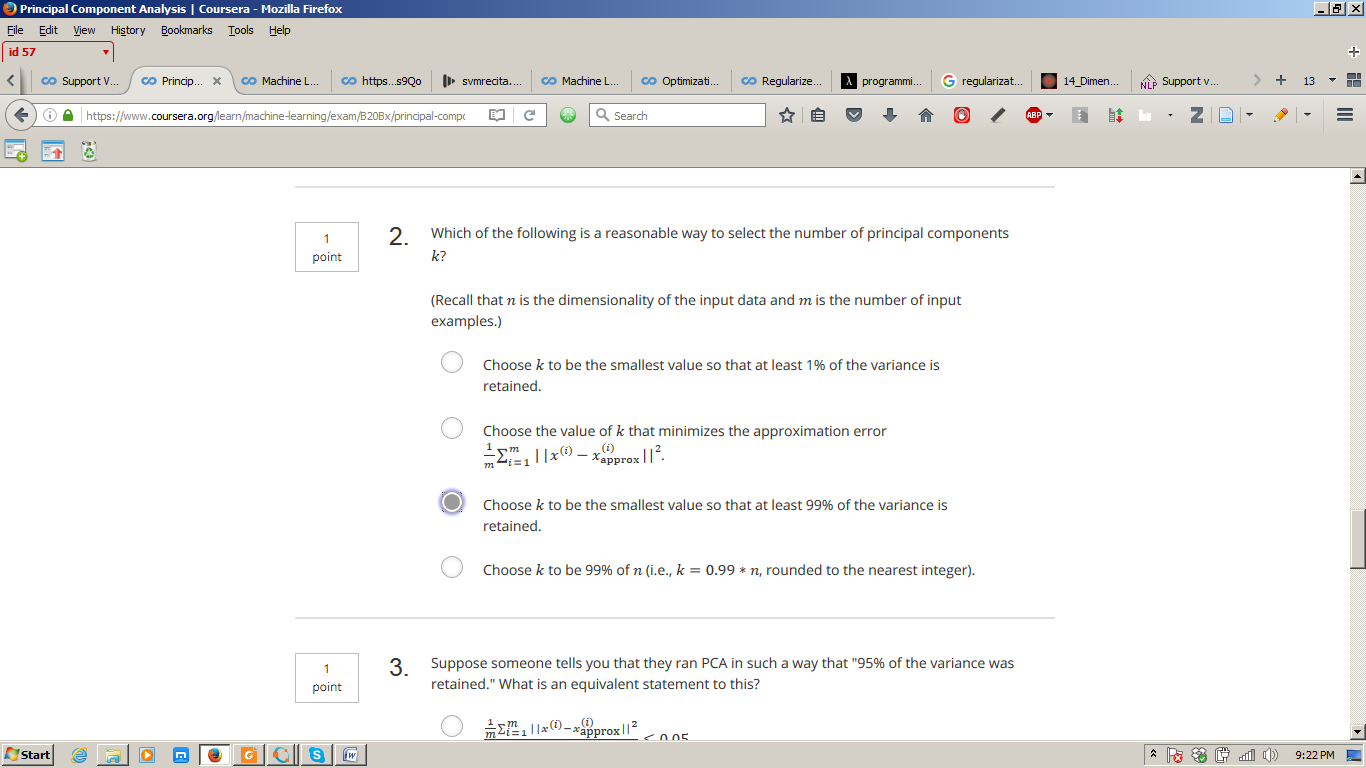 Principal Component Analysis | Coursera - Mozilla Firefox
File Edit View History Bookmarks Tools Help
id 57
Support V... Princip... Machine L... https...s9Qo svmrecita.... Machine L... Optimizati... Regularize... programmi... regularizat... 14_Dimen... Support v... 13
https://www.coursera.org/learn/machine-learning/exam/B20Bx/principal-compc Search
1
point
2. Which of the following is a reasonable way to select the number of principal components
k?
(Recall that n is the dimensionality of the input data and m is the number of input
examples.)
Choose k to be the smallest value so that at least 1% of the variance is
retained.
Choose the value of k that minimizes the approximation error
1/m ∑_{i=1}^{m} ||x^(i) − x_approx^(i)||^2.
Choose k to be the smallest value so that at least 99% of the variance is
retained.
Choose k to be 99% of n (i.e., k = 0.99 ∗ n, rounded to the nearest integer).
1
point
3. Suppose someone tells you that they ran PCA in such a way that "95% of the variance was
retained." What is an equivalent statement to this?
1/m ∑_{i=1}^{m} ||x^(i) − x_approx^(i)||^2 ≤ 0.05
Start 9:22 PM